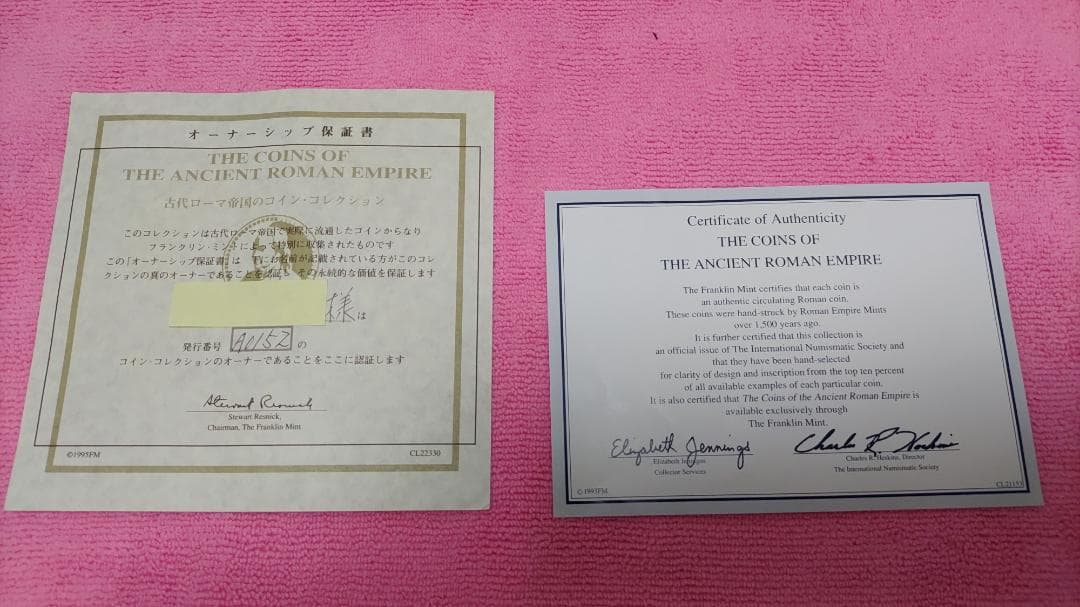 オーナーシップ保証書
THE COINS OF
THE ANCIENT ROMAN EMPIRE
古代ローマ帝国のコイン・コレクション
このコレクションは古代ローマ帝国で実際に流通したコインからなり
フランクリン・ミントによって特別に収集されたものです
この「オーナーシップ保証書」は 下にお名前が記載されている方がこのコレ
クションの真のオーナーであることを認証し その永続的な価値を保証します
様は
発行番号 A1152 の
コイン・コレクションのオーナーであることをここに認証します
Stewart Resnick
Stewart Resnick,
Chairman, The Franklin Mint
©1995FM
CL22330
Certificate of Authenticity
THE COINS OF
THE ANCIENT ROMAN EMPIRE
The Franklin Mint certifies that each coin is
an authentic circulating Roman coin.
These coins were hand-struck by Roman Empire Mints
over 1,500 years ago.
It is further certified that this collection is
an official issue of The International Numismatic Society and
that they have been hand-selected
for clarity of design and inscription from the top ten percent
of all available examples of each particular coin.
It is also certified that The Coins of the Ancient Roman Empire is
available exclusively through
The Franklin Mint.
Elizabeth Jennings
Elizabeth Jennings
Collector Services
Charles R. Hoskins
Charles R. Hoskins, Director
The International Numismatic Society
©1993FM
CL21153